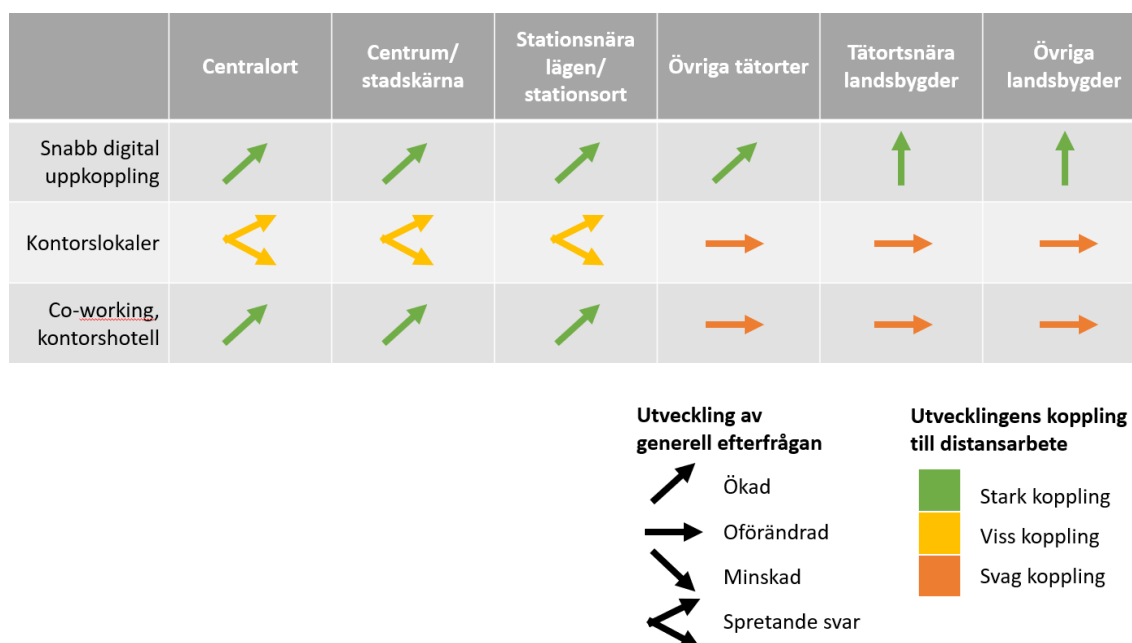 Centralort
Centrum/
stadskärna
Stationsnära
lägen/
stationsort
Övriga tätorter
Tätortsnära
landsbygder
Övriga
landsbygder
Snabb digital
uppkoppling
Kontorslokaler
Co-working,
kontorshotell
Utveckling av
generell efterfrågan
Ökad
Oförändrad
Minskad
Spretande svar
Utvecklingens koppling
till distansarbete
Stark koppling
Viss koppling
Svag koppling